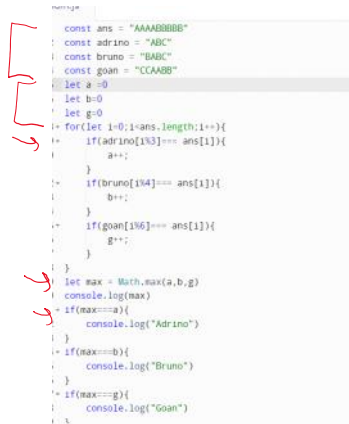 const ans = "AAAABBBBB"
const adrino = "ABC"
const bruno = "BABC"
const goan = "CCAABB"
let a =0
let b=0
let g=0
for(let i=0;i<ans.length;i++){
if(adrino[i%3]=== ans[i]){
a++;
}
if(bruno[i%4]=== ans[i]){
b++;
}
if(goan[i%6]=== ans[i]){
g++;
}
}
let max = Math.max(a,b,g)
console.log(max)
if(max===a){
console.log("Adrino")
}
if(max===b){
console.log("Bruno")
}
if(max===g){
console.log("Goan")
}